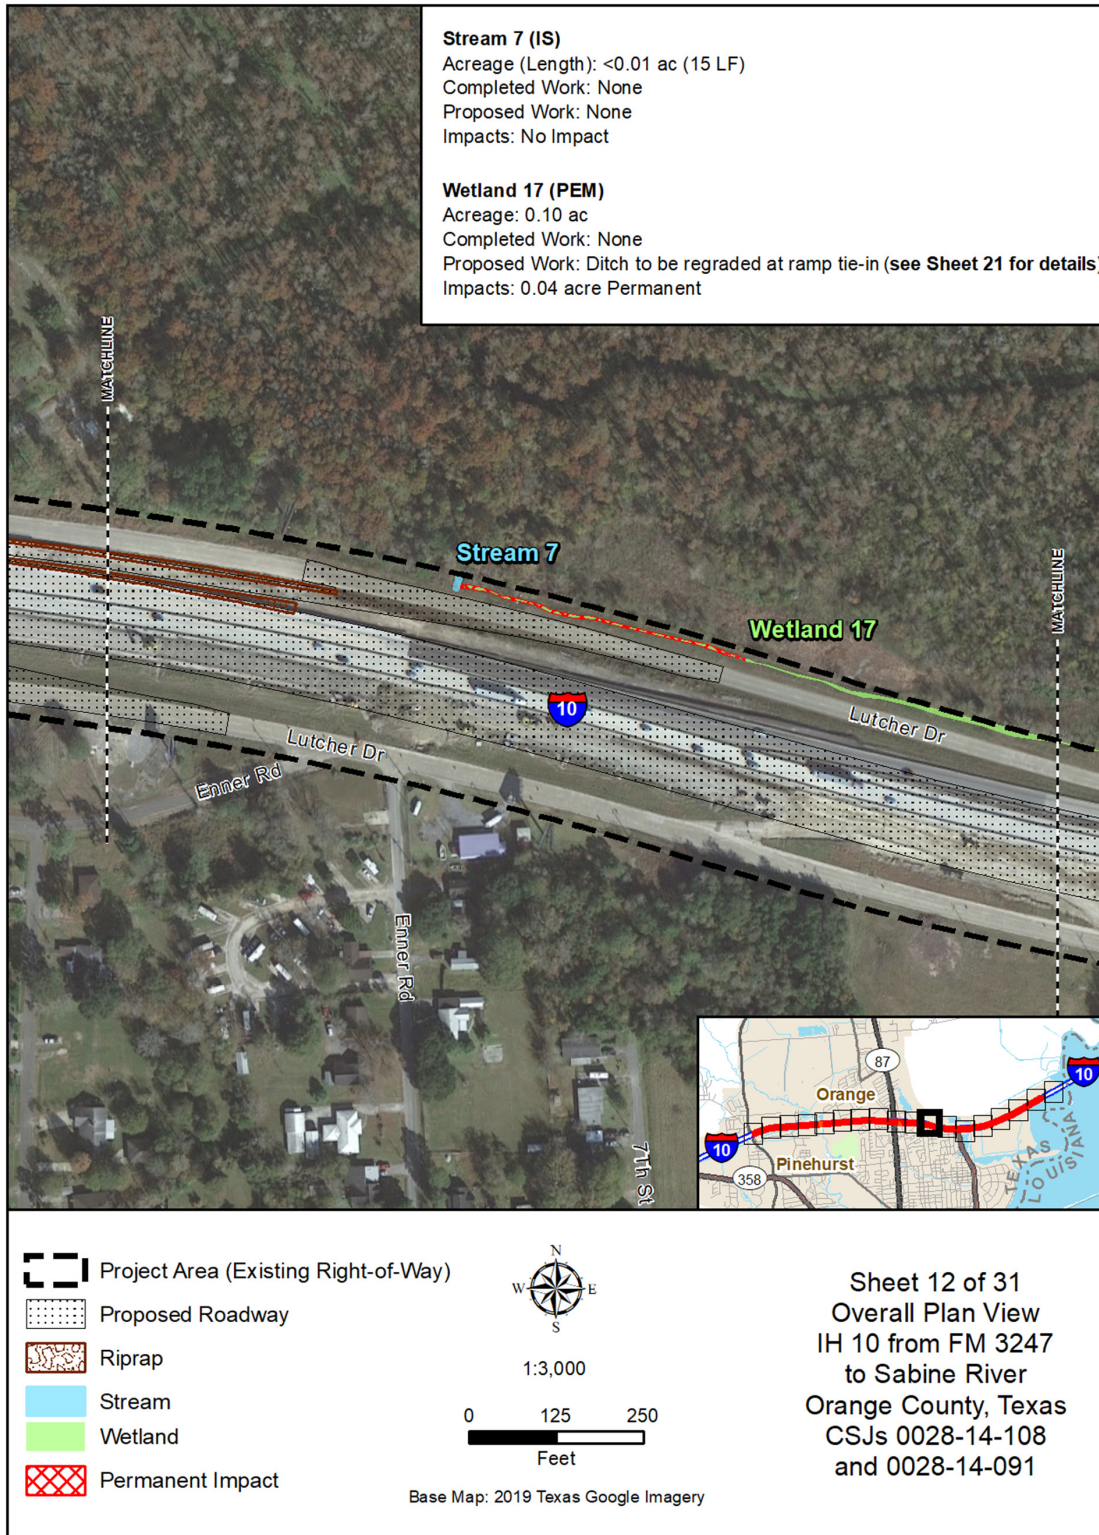 Stream 7 (IS)
Acreage (Length): <0.01 ac (15 LF)
Completed Work: None
Proposed Work: None
Impacts: No Impact
Wetland 17 (PEM)
Acreage: 0.10 ac
Completed Work: None
Proposed Work: Ditch to be regraded at ramp tie-in (see Sheet 21 for details)
Impacts: 0.04 acre Permanent
MATCHLINE
MATCHLINE
Stream 7
Wetland 17
10
Lutcher Dr
Lutcher Dr
Enner Rd
Enner Rd
7Th St
87
10
Orange
10
Pinehurst
358
TEXAS
LOUISIANA
Project Area (Existing Right-of-Way)
Proposed Roadway
Riprap
Stream
Wetland
Permanent Impact
N
W E
S
1:3,000
0 125 250
Feet
Base Map: 2019 Texas Google Imagery
Sheet 12 of 31
Overall Plan View
IH 10 from FM 3247
to Sabine River
Orange County, Texas
CSJs 0028-14-108
and 0028-14-091